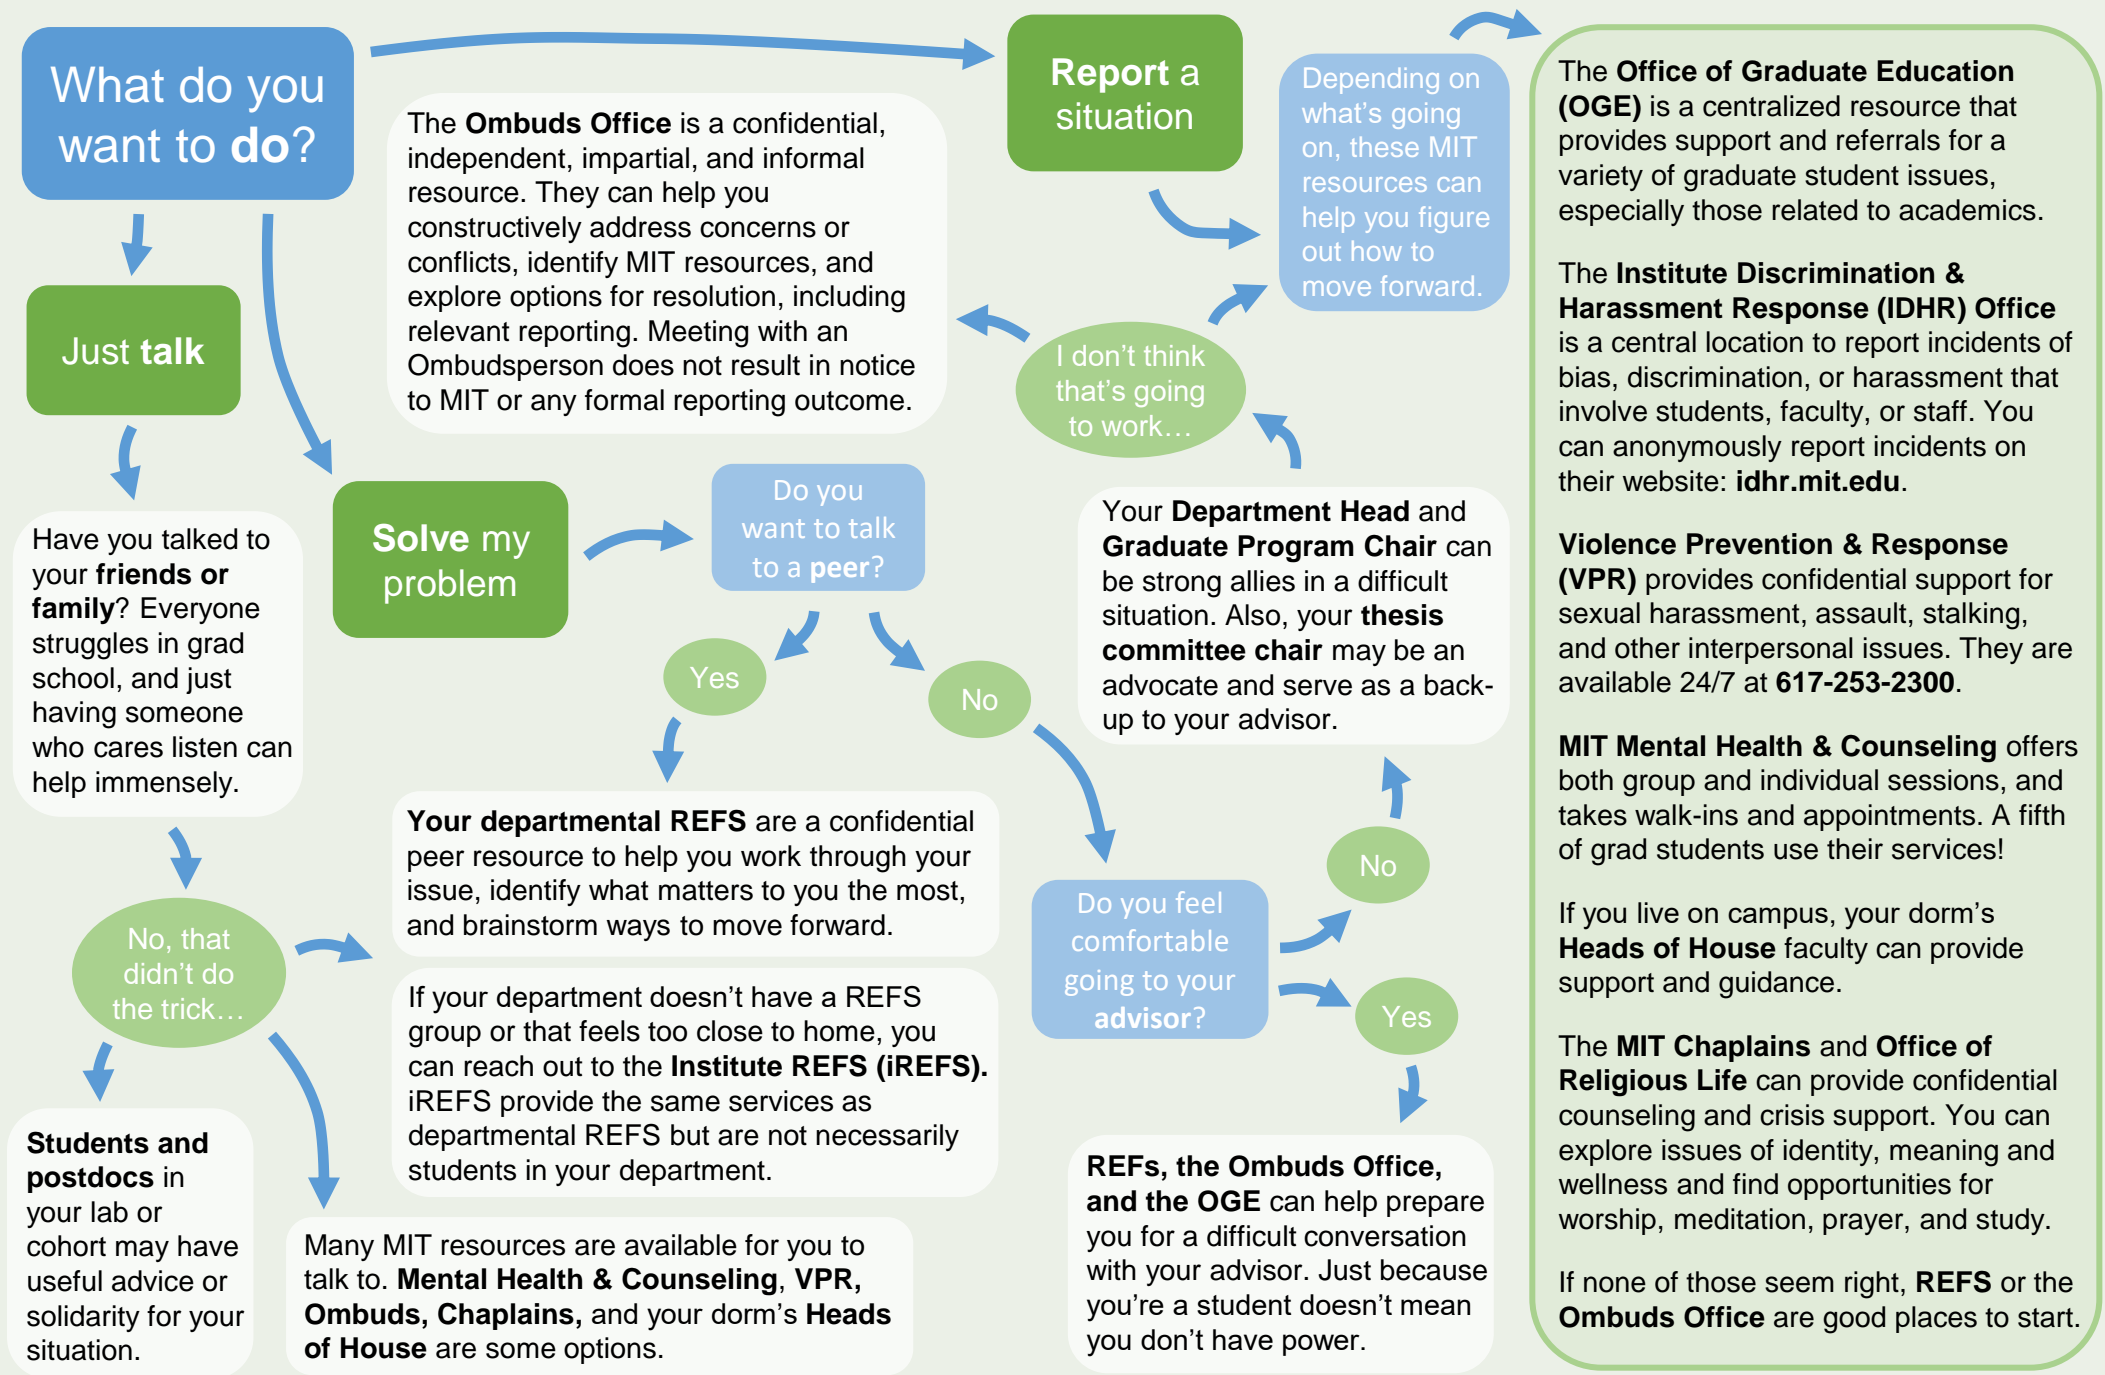 What do you
want to do?
Report a
situation
Depending on
what's going
on, these MIT
resources can
help you figure
out how to
move forward.
The Ombuds Office is a confidential,
independent, impartial, and informal
resource. They can help you
constructively address concerns or
conflicts, identify MIT resources, and
explore options for resolution, including
relevant reporting. Meeting with an
Ombudsperson does not result in notice
to MIT or any formal reporting outcome.
Just talk
I don't think
that's going
to work…
Have you talked to
your friends or
family? Everyone
struggles in grad
school, and just
having someone
who cares listen can
help immensely.
Solve my
problem
Do you
want to talk
to a peer?
Yes
No
Your Department Head and
Graduate Program Chair can
be strong allies in a difficult
situation. Also, your thesis
committee chair may be an
advocate and serve as a back-
up to your advisor.
Your departmental REFS are a confidential
peer resource to help you work through your
issue, identify what matters to you the most,
and brainstorm ways to move forward.
No, that
didn't do
the trick…
If your department doesn't have a REFS
group or that feels too close to home, you
can reach out to the Institute REFS (iREFS).
iREFS provide the same services as
departmental REFS but are not necessarily
students in your department.
Do you feel
comfortable
going to your
advisor?
No
Yes
Students and
postdocs in
your lab or
cohort may have
useful advice or
solidarity for your
situation.
Many MIT resources are available for you to
talk to. Mental Health & Counseling, VPR,
Ombuds, Chaplains, and your dorm's Heads
of House are some options.
REFs, the Ombuds Office,
and the OGE can help prepare
you for a difficult conversation
with your advisor. Just because
you're a student doesn't mean
you don't have power.
The Office of Graduate Education
(OGE) is a centralized resource that
provides support and referrals for a
variety of graduate student issues,
especially those related to academics.
The Institute Discrimination &
Harassment Response (IDHR) Office
is a central location to report incidents of
bias, discrimination, or harassment that
involve students, faculty, or staff. You
can anonymously report incidents on
their website: idhr.mit.edu.
Violence Prevention & Response
(VPR) provides confidential support for
sexual harassment, assault, stalking,
and other interpersonal issues. They are
available 24/7 at 617-253-2300.
MIT Mental Health & Counseling offers
both group and individual sessions, and
takes walk-ins and appointments. A fifth
of grad students use their services!
If you live on campus, your dorm's
Heads of House faculty can provide
support and guidance.
The MIT Chaplains and Office of
Religious Life can provide confidential
counseling and crisis support. You can
explore issues of identity, meaning and
wellness and find opportunities for
worship, meditation, prayer, and study.
If none of those seem right, REFS or the
Ombuds Office are good places to start.